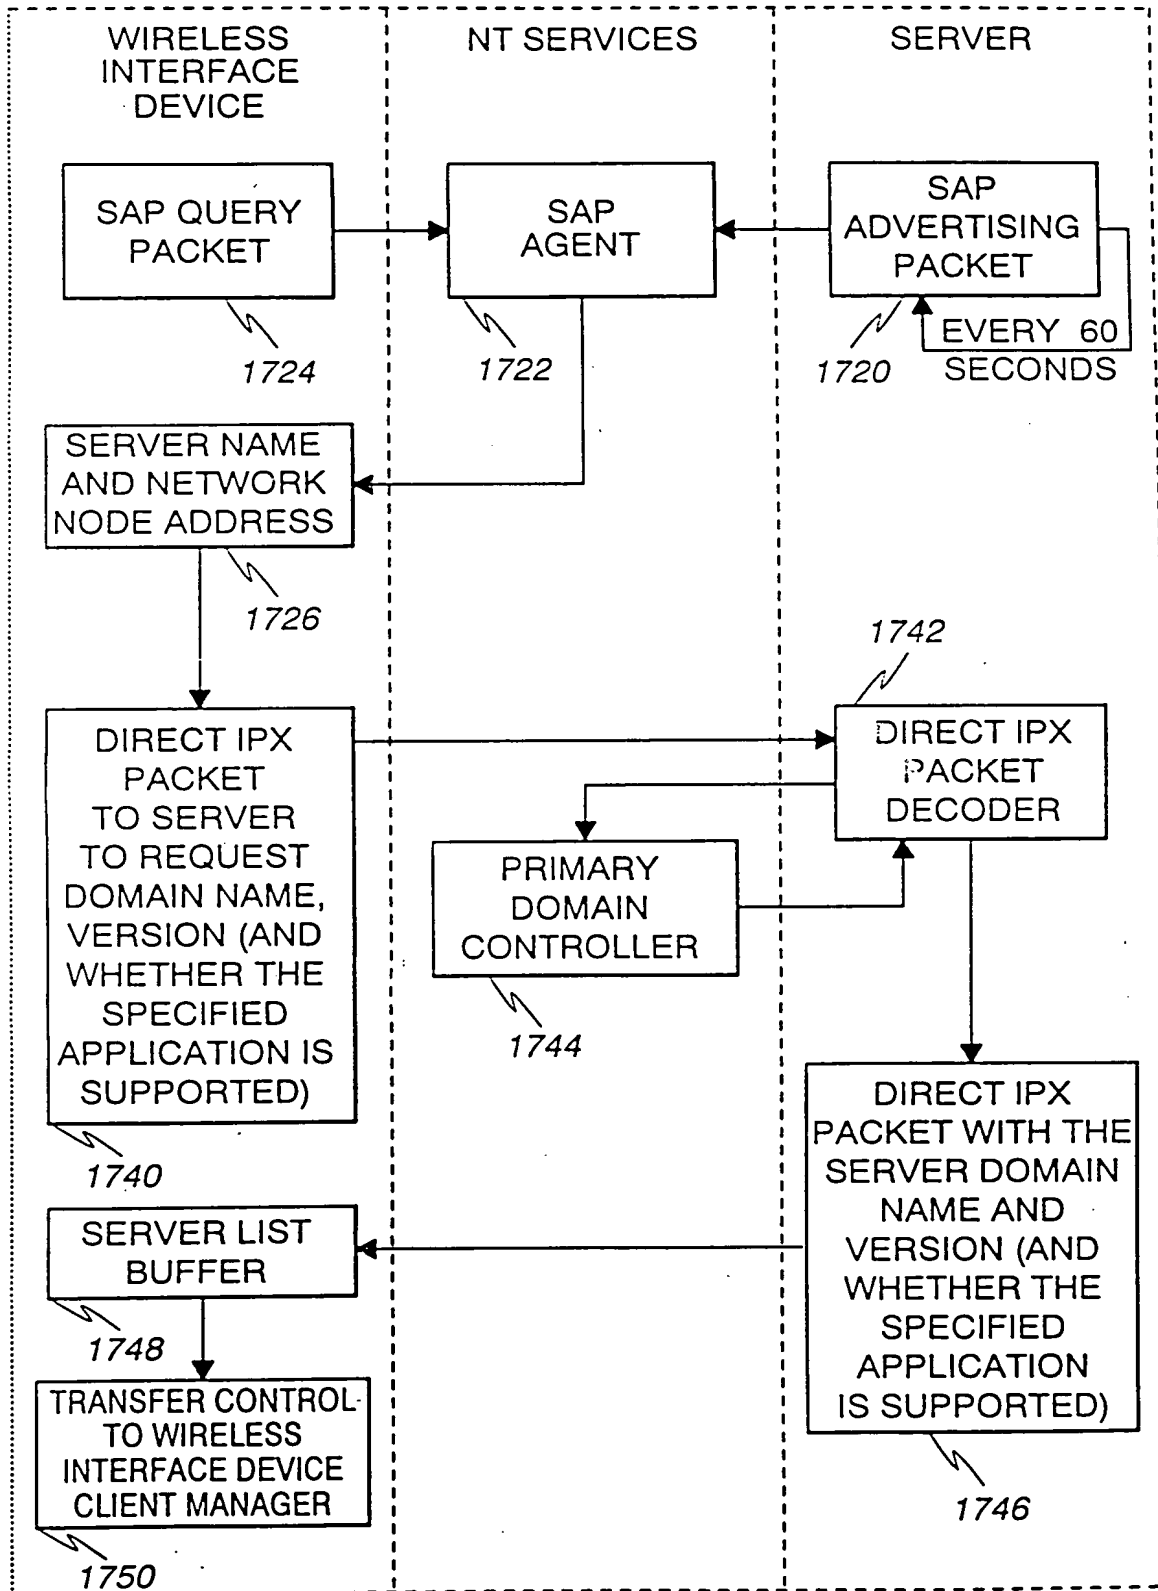 WIRELESS
INTERFACE
DEVICE
NT SERVICES
SERVER
SAP QUERY
PACKET
1724
SAP
AGENT
1722
SAP
ADVERTISING
PACKET
1720
EVERY 60
SECONDS
SERVER NAME
AND NETWORK
NODE ADDRESS
1726
DIRECT IPX
PACKET
TO SERVER
TO REQUEST
DOMAIN NAME,
VERSION (AND
WHETHER THE
SPECIFIED
APPLICATION IS
SUPPORTED)
1740
1742
DIRECT IPX
PACKET
DECODER
PRIMARY
DOMAIN
CONTROLLER
1744
DIRECT IPX
PACKET WITH THE
SERVER DOMAIN
NAME AND
VERSION (AND
WHETHER THE
SPECIFIED
APPLICATION
IS SUPPORTED)
1746
SERVER LIST
BUFFER
1748
TRANSFER CONTROL
TO WIRELESS
INTERFACE DEVICE
CLIENT MANAGER
1750